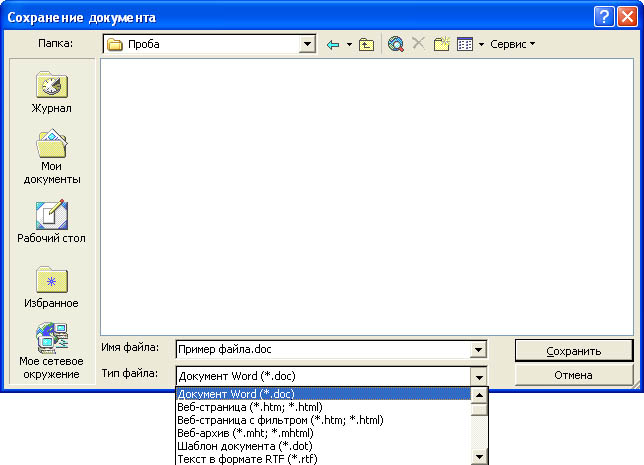 Сохранение документа
Папка:
Проба
Сервис
Журнал
Мои
документы
Рабочий стол
Избранное
Мое сетевое
окружение
Имя файла:
Пример файла.doc
Сохранить
Тип файла:
Документ Word (*.doc)
Отмена
Документ Word (*.doc)
Веб-страница (*.htm; *.html)
Веб-страница с фильтром (*.htm; *.html)
Веб-архив (*.mht; *.mhtml)
Шаблон документа (*.dot)
Текст в формате RTF (*.rtf)